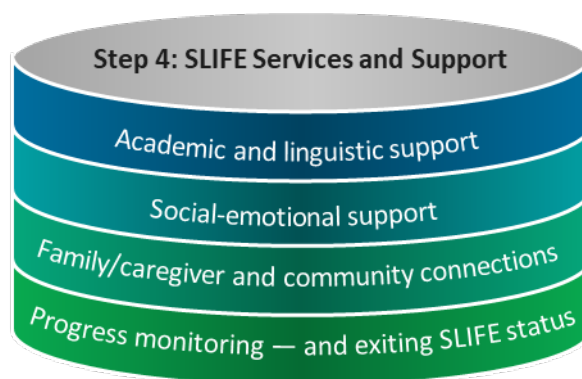 Step 4: SLIFE Services and Support
Academic and linguistic support
Social-emotional support
Family/caregiver and community connections
Progress monitoring — and exiting SLIFE status